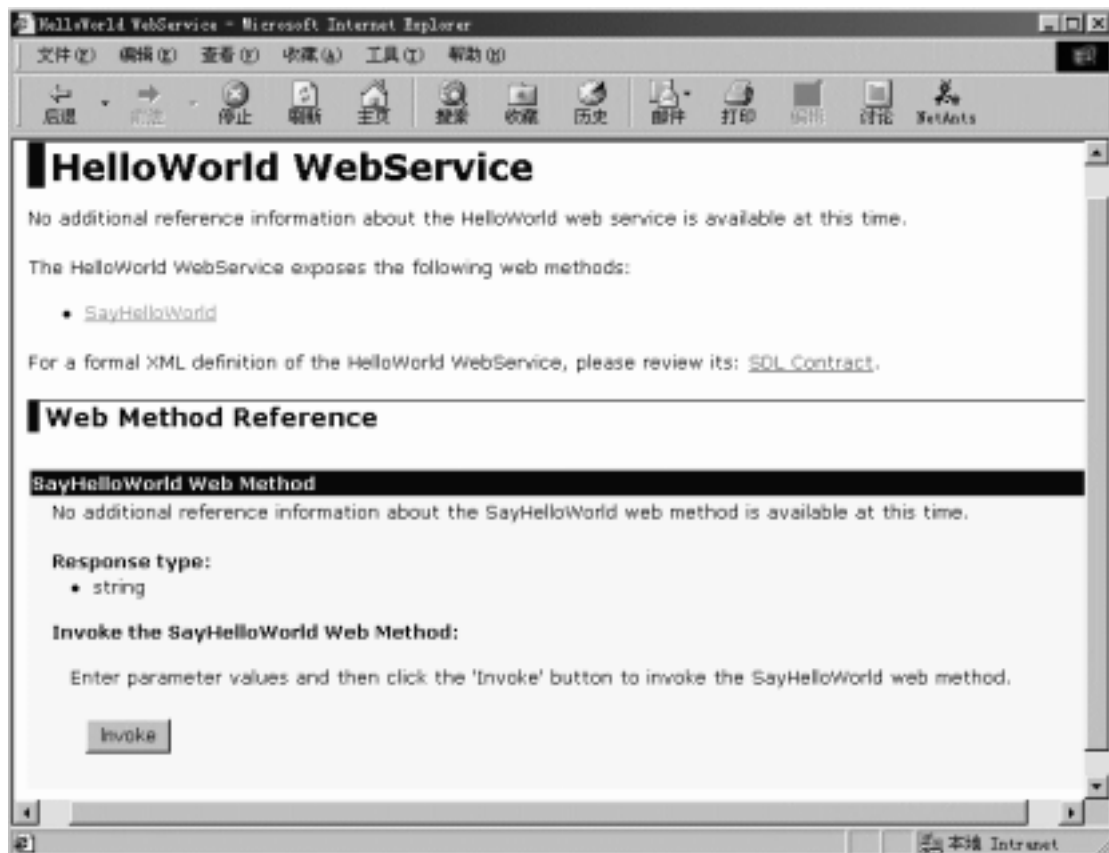 HelloWorld WebService - Microsoft Internet Explorer
文件(F) 编辑(E) 查看(V) 收藏(A) 工具(T) 帮助(H)
后退 前进 停止 刷新 主页 搜索 收藏 历史 邮件 打印 编辑 讨论 NetAnts
HelloWorld WebService
No additional reference information about the HelloWorld web service is available at this time.
The HelloWorld WebService exposes the following web methods:
• SayHelloWorld
For a formal XML definition of the HelloWorld WebService, please review its: SDL Contract.
Web Method Reference
SayHelloWorld Web Method
No additional reference information about the SayHelloWorld web method is available at this time.
Response type:
• string
Invoke the SayHelloWorld Web Method:
Enter parameter values and then click the 'Invoke' button to invoke the SayHelloWorld web method.
Invoke
本地 Intranet